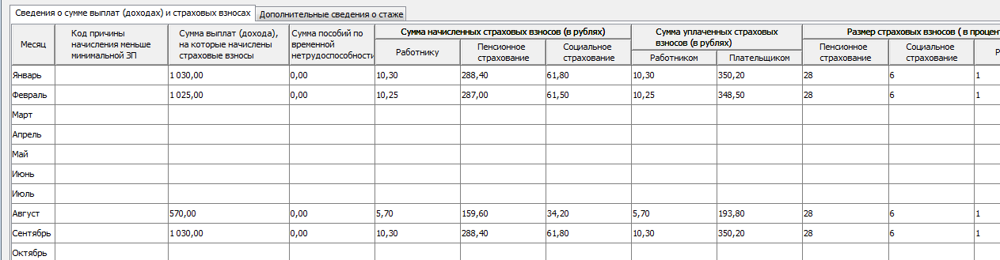 Сведения о сумме выплат (доходах) и страховых взносах Дополнительные сведения о стаже
Месяц
Код причины
начисления меньше
минимальной ЗП
Сумма выплат (дохода),
на которые начислены
страховые взносы
Сумма пособий по
временной
нетрудоспособности
Сумма начисленных страховых взносов (в рублях)
Работнику
Пенсионное
страхование
Социальное
страхование
Сумма уплаченных страховых
взносов (в рублях)
Работником
Плательщиком
Размер страховых взносов ( в процент
Пенсионное
страхование
Социальное
страхование
Р
Январь 1 030,00 0,00 10,30 288,40 61,80 10,30 350,20 28 6 1
Февраль 1 025,00 0,00 10,25 287,00 61,50 10,25 348,50 28 6 1
Март
Апрель
Май
Июнь
Июль
Август 570,00 0,00 5,70 159,60 34,20 5,70 193,80 28 6 1
Сентябрь 1 030,00 0,00 10,30 288,40 61,80 10,30 350,20 28 6 1
Октябрь